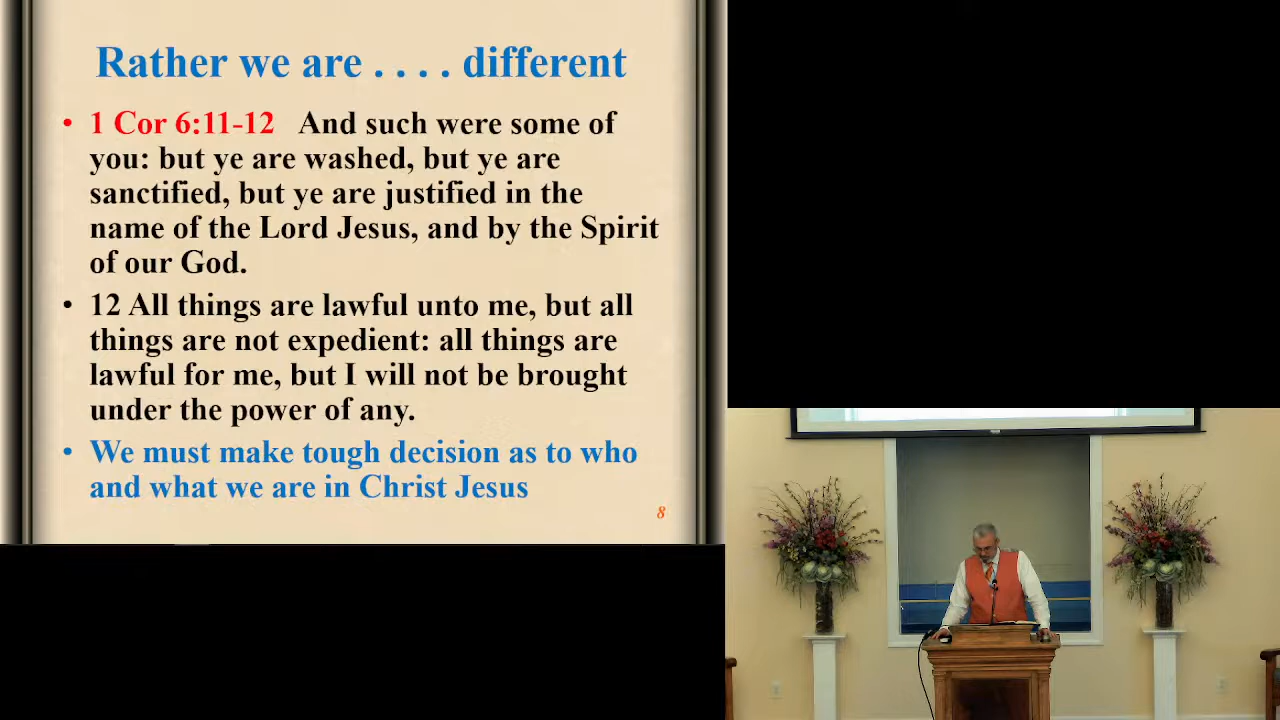 Rather we are . . . . different
• 1 Cor 6:11-12 And such were some of
you: but ye are washed, but ye are
sanctified, but ye are justified in the
name of the Lord Jesus, and by the Spirit
of our God.
• 12 All things are lawful unto me, but all
things are not expedient: all things are
lawful for me, but I will not be brought
under the power of any.
• We must make tough decision as to who
and what we are in Christ Jesus
8